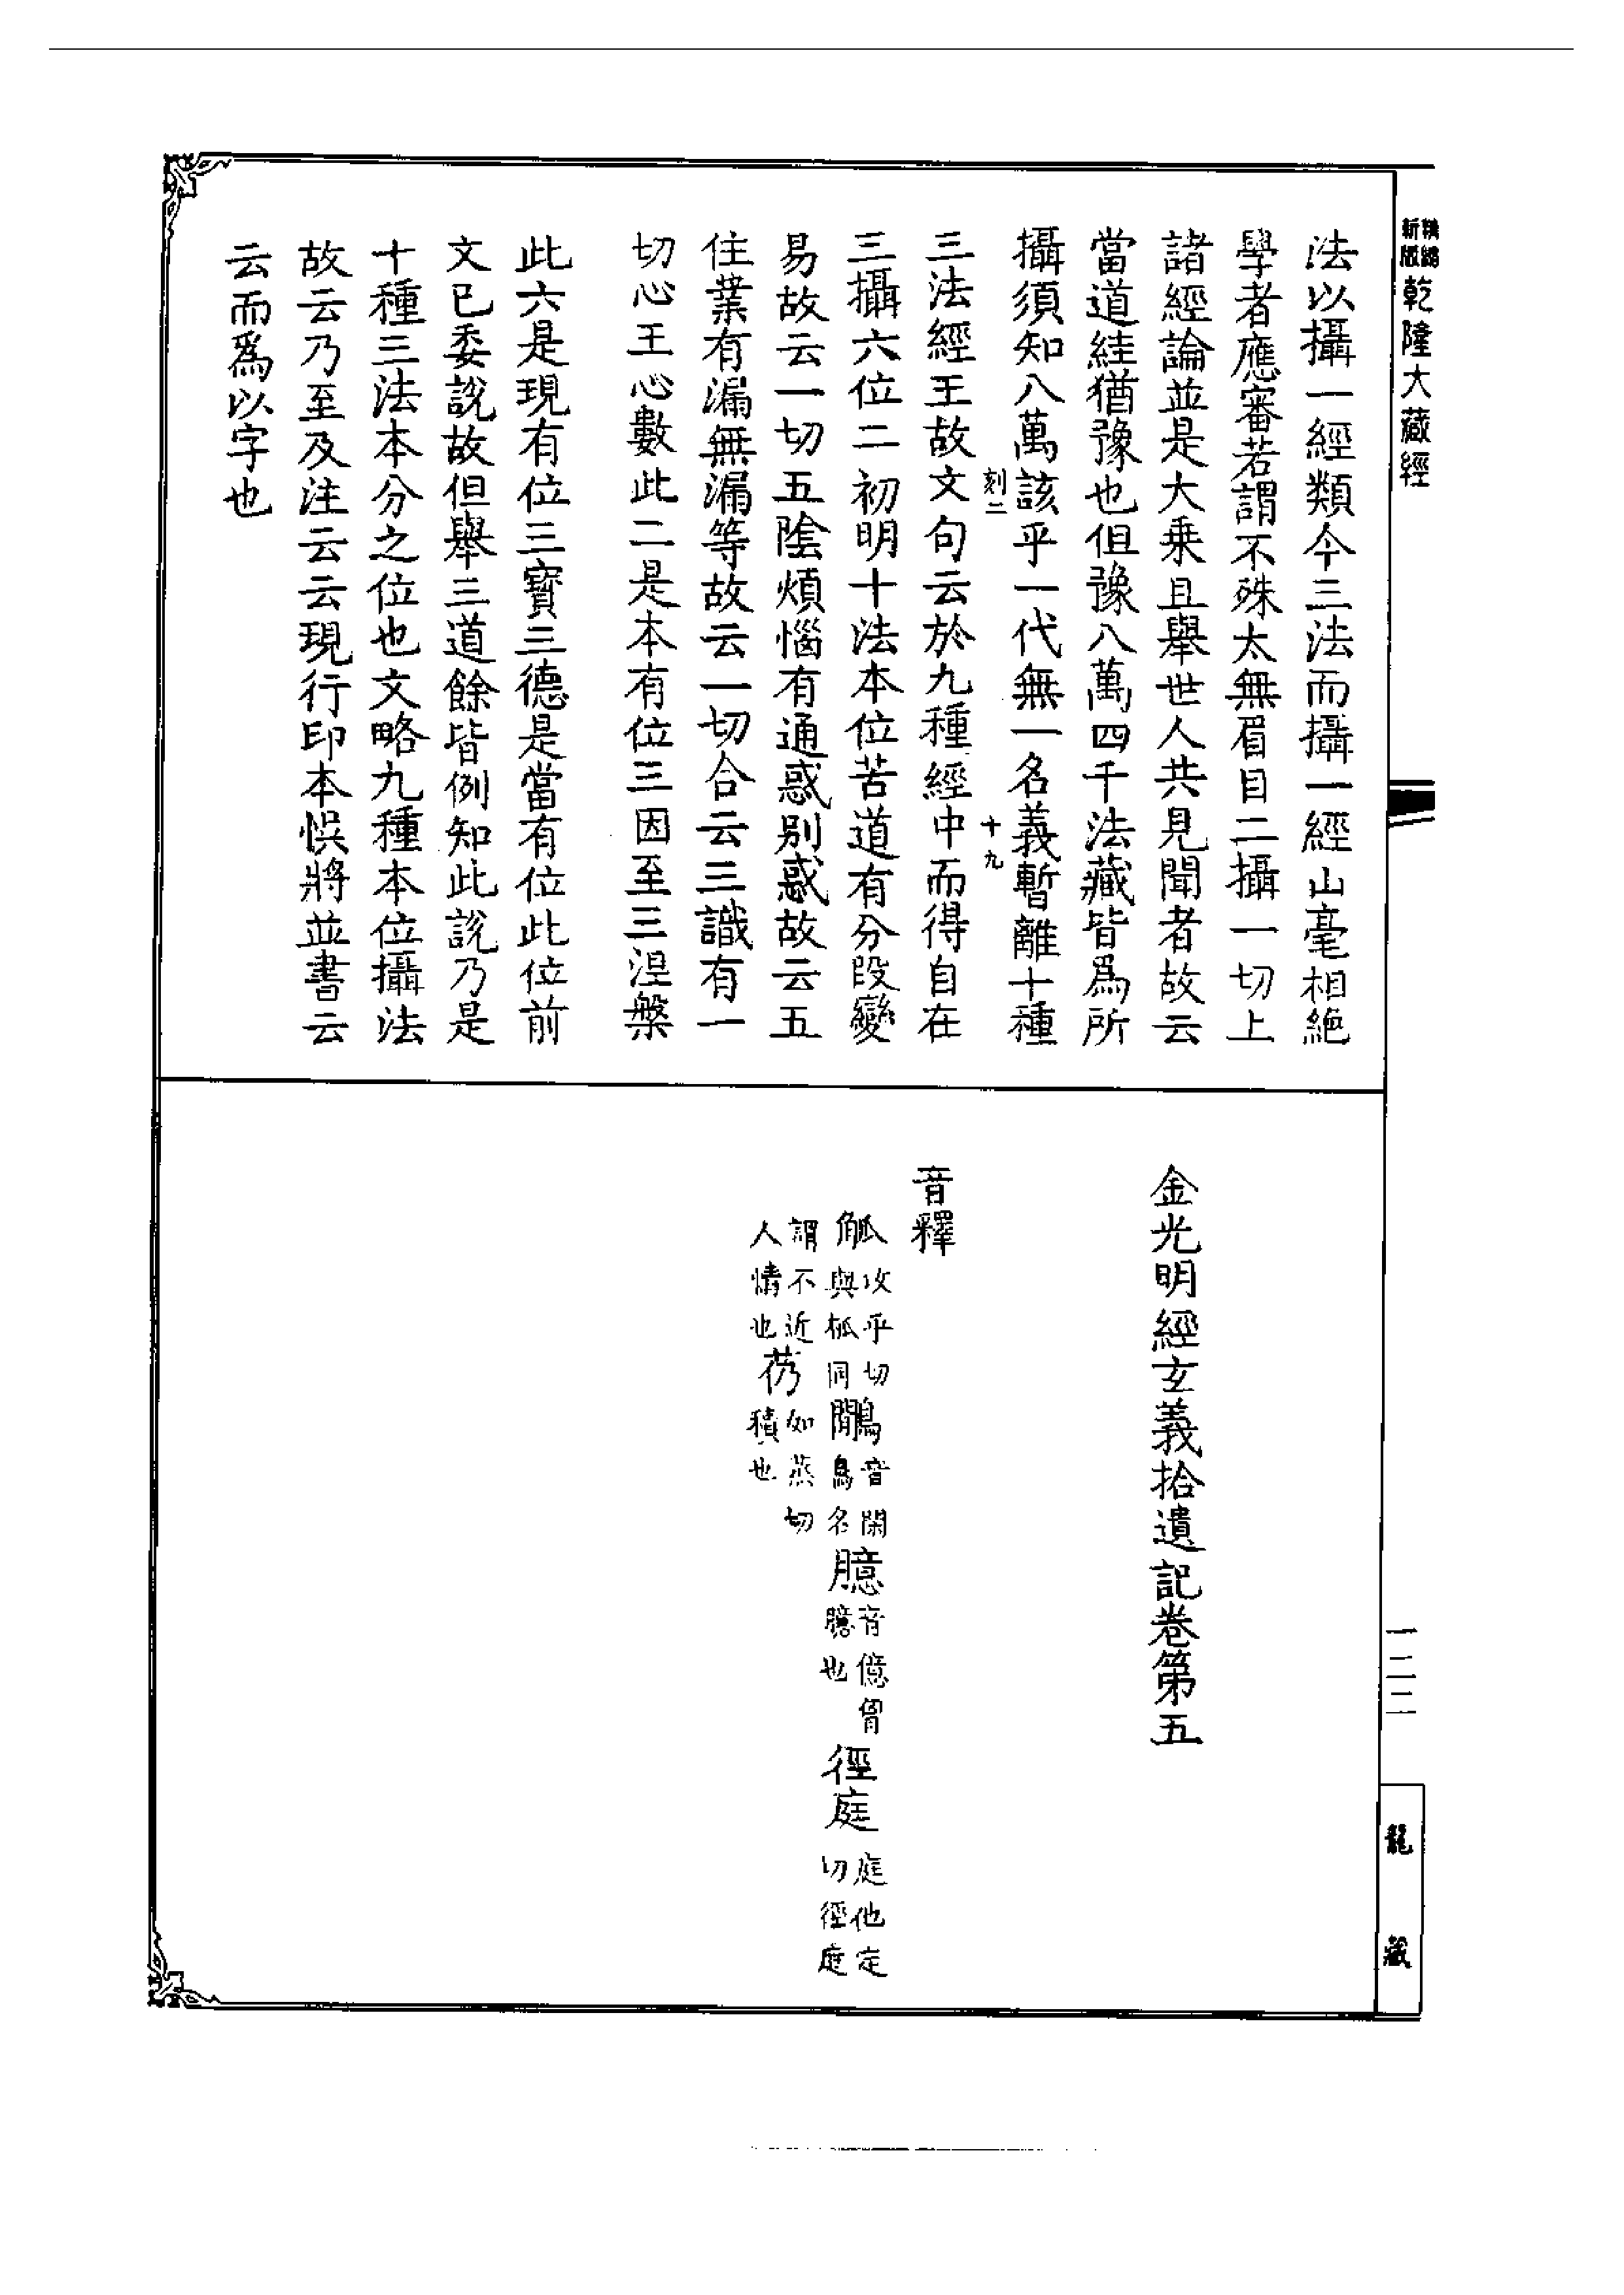 新版 乾隆大藏經
法以攝一經類今三法而攝一經山毫相絕
學者應審若謂不殊太無眉目二攝一切上
諸經論並是大乗且舉世人共見聞者故云
當道絓猶豫也但豫八萬四千法藏皆爲所
攝須知八萬該乎一代無一名義暫離十種
刻二 十九
三法經王故文句云於九種經中而得自在
三攝六位二初明十法本位苦道有分段變
易故云一切五陰煩惱有通惑别惑故云五
住業有漏無漏等故云一切合云三識有一
切心王心數此二是本有位三因至三涅槃
此六是現有位三寶三德是當有位此位前
文已委說故但舉三道餘皆例知此說乃是
十種三法本分之位也文略九種本位攝法
故云乃至及注云云現行印本悞將並書云
云而爲以字也
金光明經玄義拾遺記卷第五
音釋
觚攻乎切與柧同鷳音閑鳥名臆音億胷臆也徑庭庭他定切徑庭
謂不近人情也芿如蒸切積也
一二二
龍藏